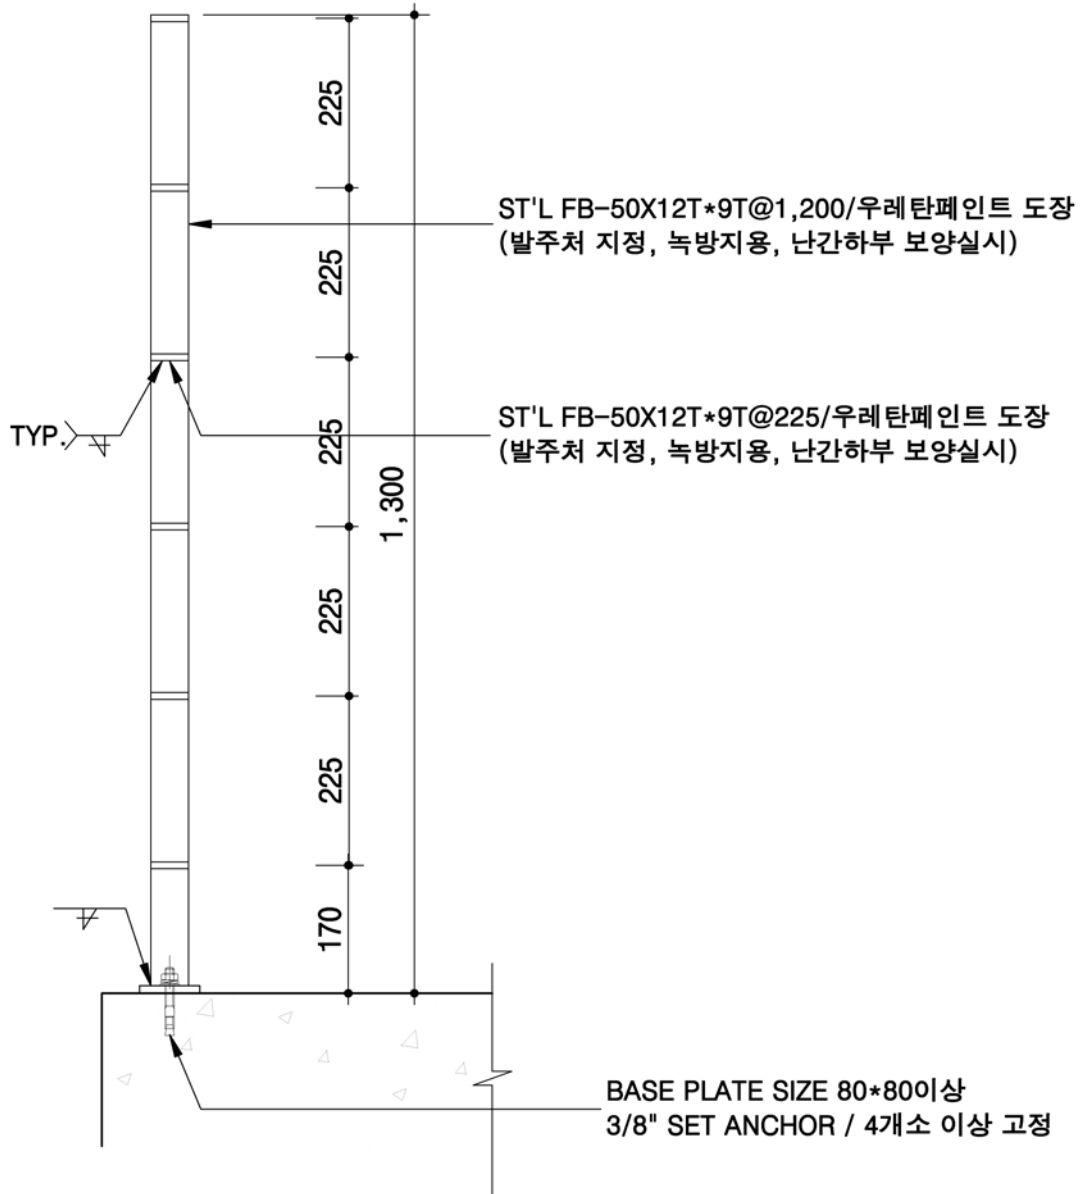 225
ST'L FB-50X12T*9T@1,200/우레탄페인트 도장
(발주처 지정, 녹방지용, 난간하부 보양실시)
225
ST'L FB-50X12T*9T@225/우레탄페인트 도장
(발주처 지정, 녹방지용, 난간하부 보양실시)
TYP.
225
1,300
225
225
170
BASE PLATE SIZE 80*80이상
3/8" SET ANCHOR / 4개소 이상 고정